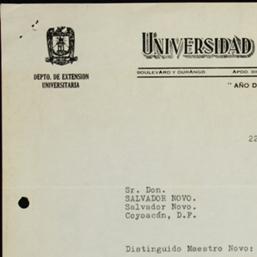 UNIVERSIDAD
BOULEVARD Y DURANGO. APDO.
DEPTO. DE EXTENSION
UNIVERSITARIA
" AÑO D
22
Sr. Don.
SALVADOR NOVO.
Salvador Novo.
Coyoacán, D.F.
Distinguido Maestro Novo: